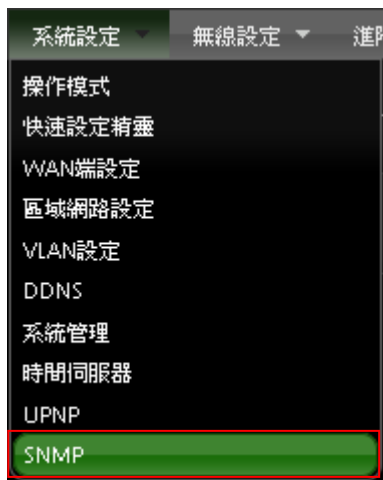 系統設定 無線設定
操作模式
快速設定精靈
WAN端設定
區域網路設定
VLAN設定
DDNS
系統管理
時間伺服器
UPNP
SNMP